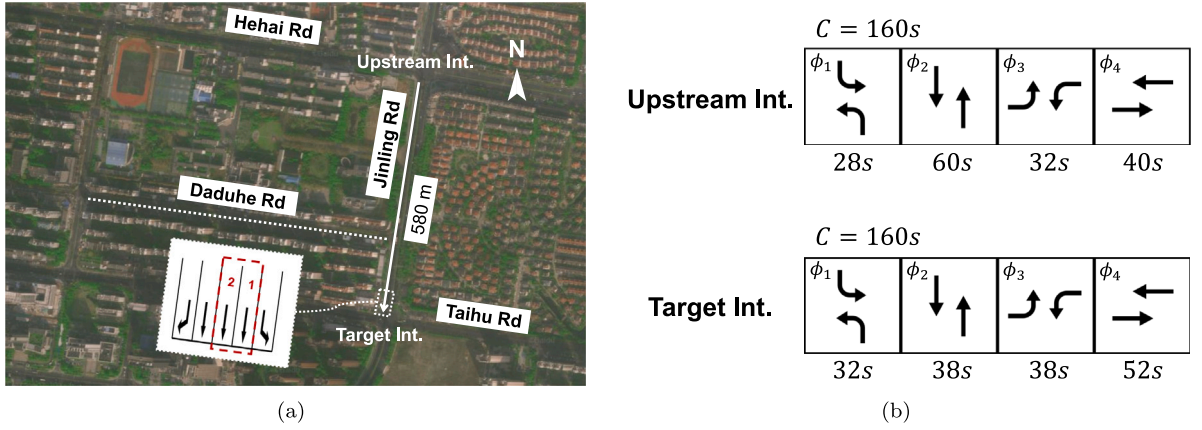 Hehai Rd
Upstream Int.
N
Jinling Rd
580 m
Daduhe Rd
2 1
Taihu Rd
Target Int.
(a)
C = 160s
Upstream Int.
ϕ1 ϕ2 ϕ3 ϕ4
28s 60s 32s 40s
C = 160s
Target Int.
ϕ1 ϕ2 ϕ3 ϕ4
32s 38s 38s 52s
(b)